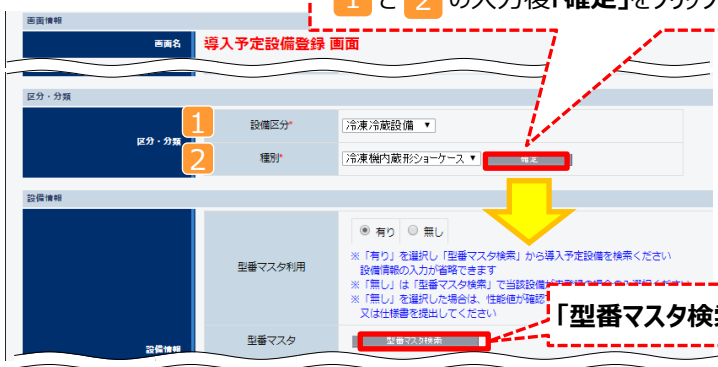 1 と 2 の入力後「確定」をクリック
画面情報
画面名 導入予定設備登録 画面
区分・分類
区分・分類
1 設備区分* 冷凍冷蔵設備 ▼
2 種別* 冷凍機内蔵形ショーケース ▼ 確定
設備情報
有り 無し
型番マスタ利用
※「有り」を選択し「型番マスタ検索」から導入予定設備を検索ください
設備情報の入力が省略できます
※「無し」は「型番マスタ検索」で当該設備が
※「無し」を選択した場合は、性能値が確認
又は仕様書を提出してください
「型番マスタ検索
設備情報
型番マスタ 型番マスタ検索